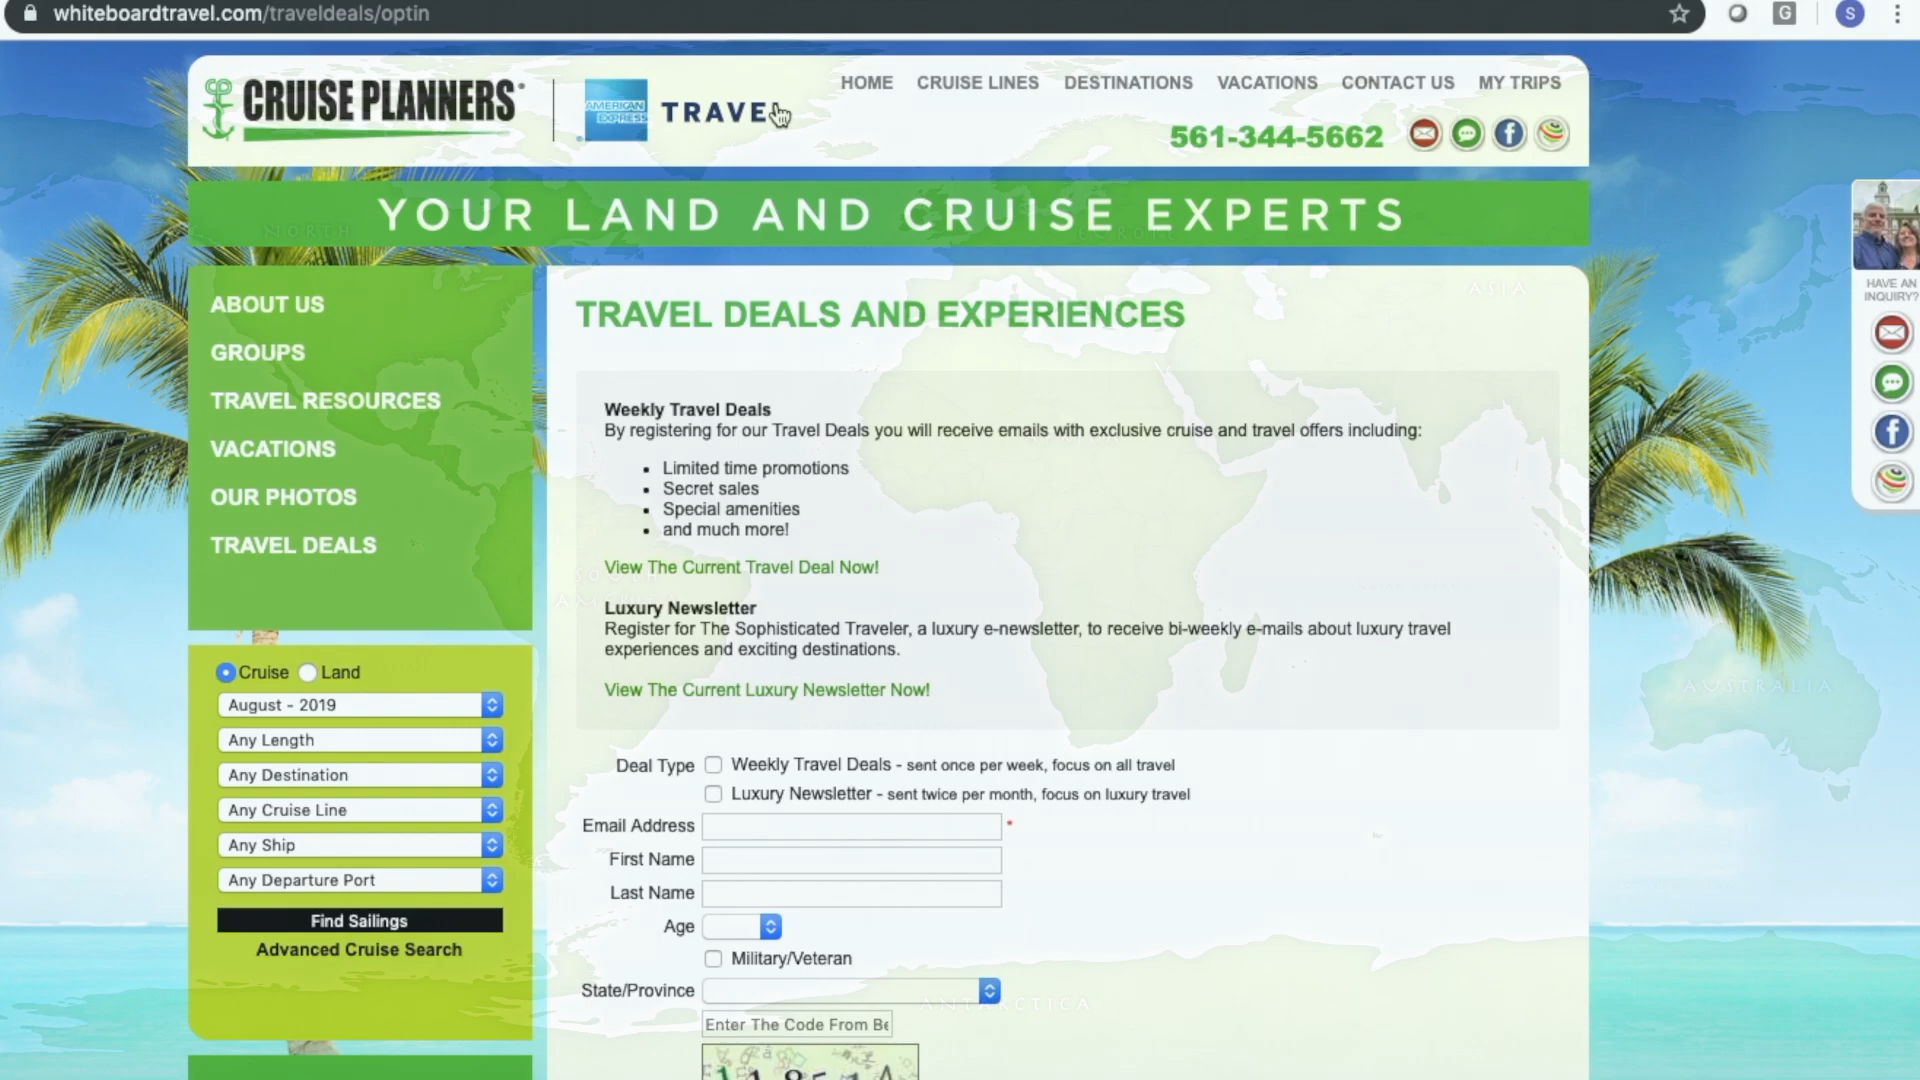 whiteboardtravel.com/traveldeals/optin
G
S
CRUISE PLANNERS®
AMERICAN EXPRESS
TRAVE
HOME CRUISE LINES DESTINATIONS VACATIONS CONTACT US MY TRIPS
561-344-5662
YOUR LAND AND CRUISE EXPERTS
ABOUT US
GROUPS
TRAVEL RESOURCES
VACATIONS
OUR PHOTOS
TRAVEL DEALS
Cruise Land
August - 2019
Any Length
Any Destination
Any Cruise Line
Any Ship
Any Departure Port
Find Sailings
Advanced Cruise Search
TRAVEL DEALS AND EXPERIENCES
Weekly Travel Deals
By registering for our Travel Deals you will receive emails with exclusive cruise and travel offers including:
• Limited time promotions
• Secret sales
• Special amenities
• and much more!
View The Current Travel Deal Now!
Luxury Newsletter
Register for The Sophisticated Traveler, a luxury e-newsletter, to receive bi-weekly e-mails about luxury travel
experiences and exciting destinations.
View The Current Luxury Newsletter Now!
Deal Type Weekly Travel Deals - sent once per week, focus on all travel
Luxury Newsletter - sent twice per month, focus on luxury travel
Email Address *
First Name
Last Name
Age
Military/Veteran
State/Province
Enter The Code From Be
HAVE AN
INQUIRY?
NORTH
EUROPE
ASIA
SOUTH
AMERICA
AUSTRALIA
ANTARCTICA